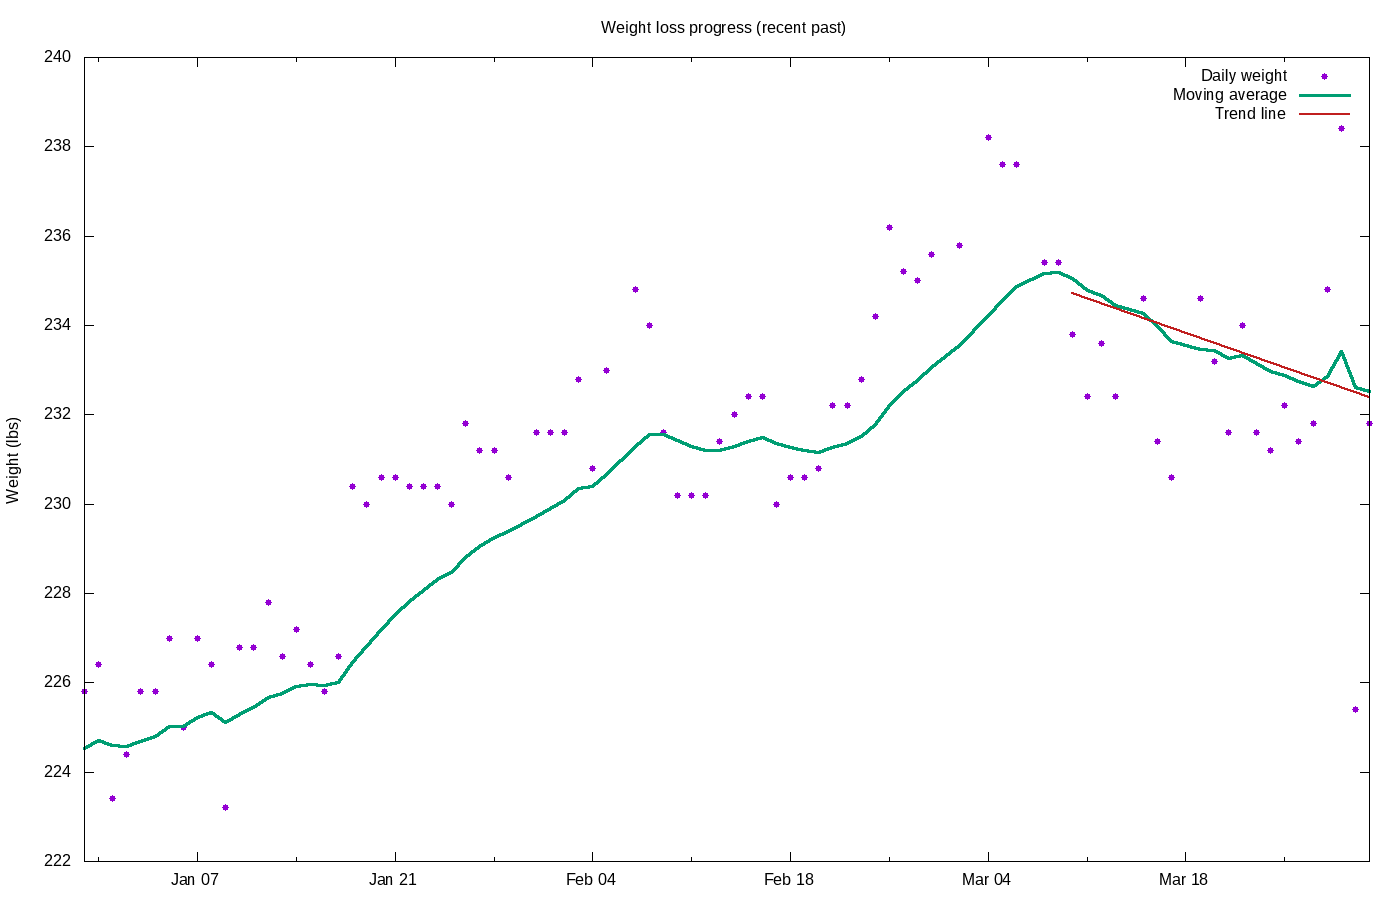 Weight loss progress (recent past)
240
238
236
234
232
230
228
226
224
222
Weight (lbs)
Daily weight
Moving average
Trend line
Jan 07
Jan 21
Feb 04
Feb 18
Mar 04
Mar 18